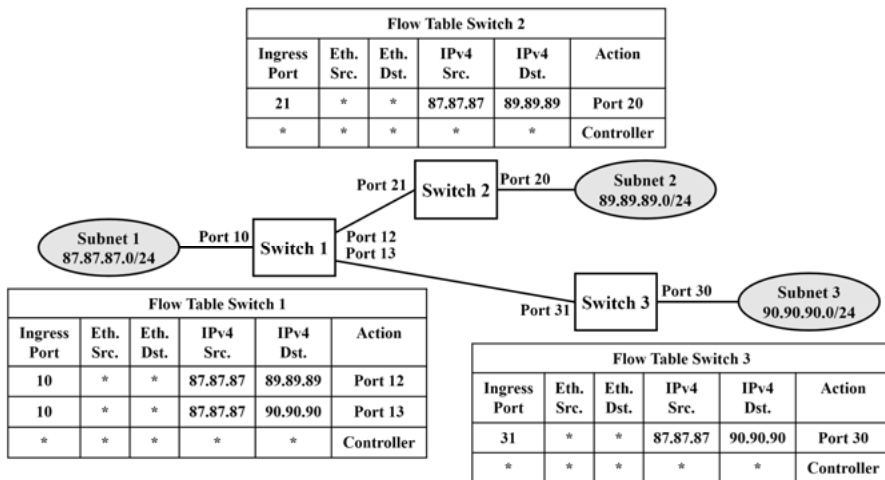 Flow Table Switch 2
Ingress Port Eth. Src. Eth. Dst. IPv4 Src. IPv4 Dst. Action
21 * * 87.87.87 89.89.89 Port 20
* * * * * Controller
Port 21 Switch 2 Port 20 Subnet 2
89.89.89.0/24
Subnet 1
87.87.87.0/24
Port 10 Switch 1 Port 12
Port 13
Port 31 Switch 3 Port 30 Subnet 3
90.90.90.0/24
Flow Table Switch 1
Ingress Port Eth. Src. Eth. Dst. IPv4 Src. IPv4 Dst. Action
10 * * 87.87.87 89.89.89 Port 12
10 * * 87.87.87 90.90.90 Port 13
* * * * * Controller
Flow Table Switch 3
Ingress Port Eth. Src. Eth. Dst. IPv4 Src. IPv4 Dst. Action
31 * * 87.87.87 90.90.90 Port 30
* * * * * Controller